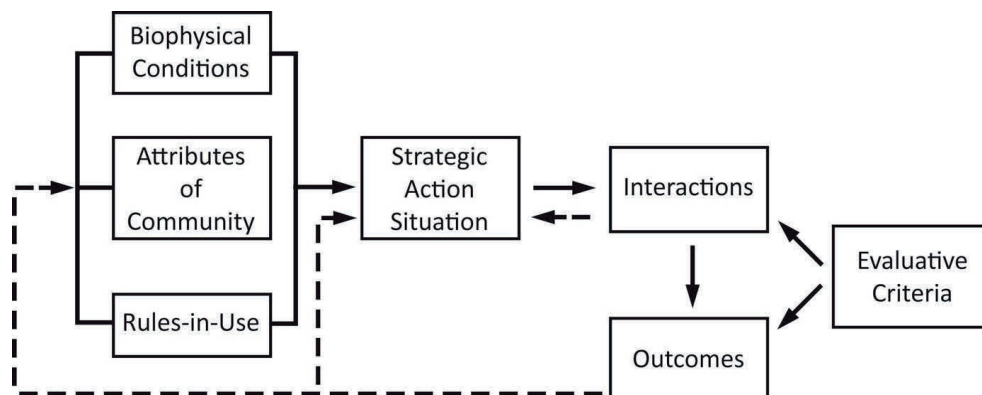 Biophysical
Conditions
Attributes
of
Community
Rules-in-Use
Strategic
Action
Situation
Interactions
Outcomes
Evaluative
Criteria